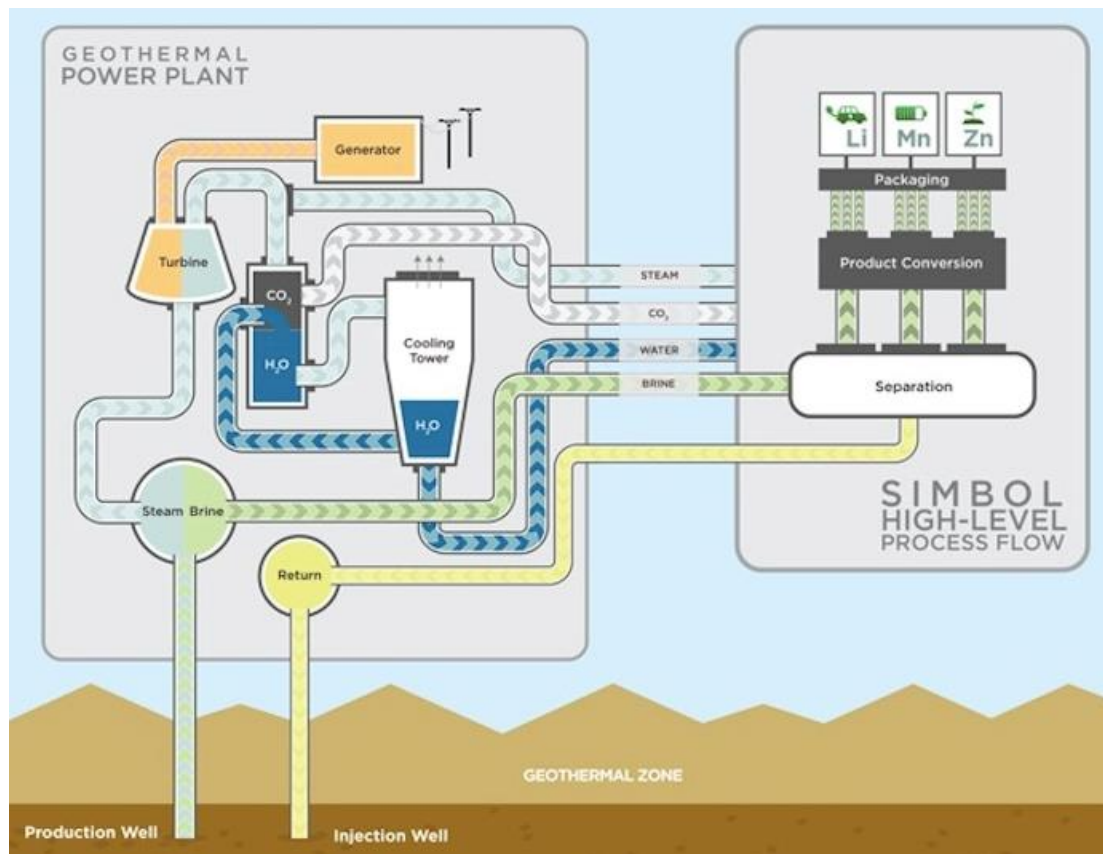 GEOTHERMAL
POWER PLANT
Generator
Turbine
CO₂
H₂O
Cooling
Tower
H₂O
Steam Brine
Return
STEAM
CO₂
WATER
BRINE
Li
Mn
Zn
Packaging
Product Conversion
Separation
SIMBOL
HIGH-LEVEL
PROCESS FLOW
GEOTHERMAL ZONE
Production Well
Injection Well